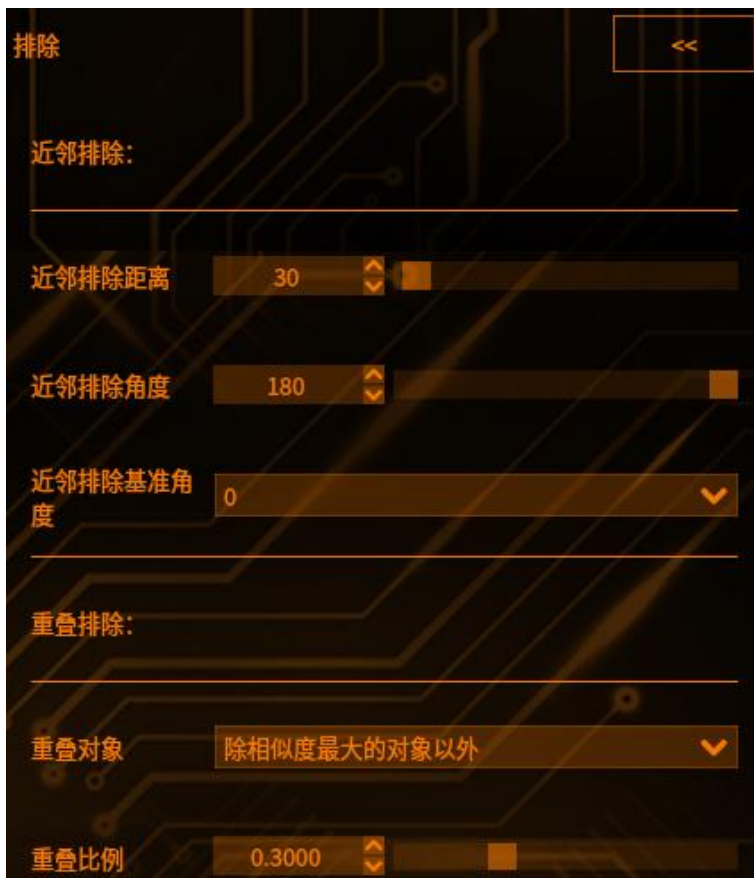 排除
<<
近邻排除:
近邻排除距离 30
近邻排除角度 180
近邻排除基准角
度
0
重叠排除:
重叠对象 除相似度最大的对象以外
重叠比例 0.3000